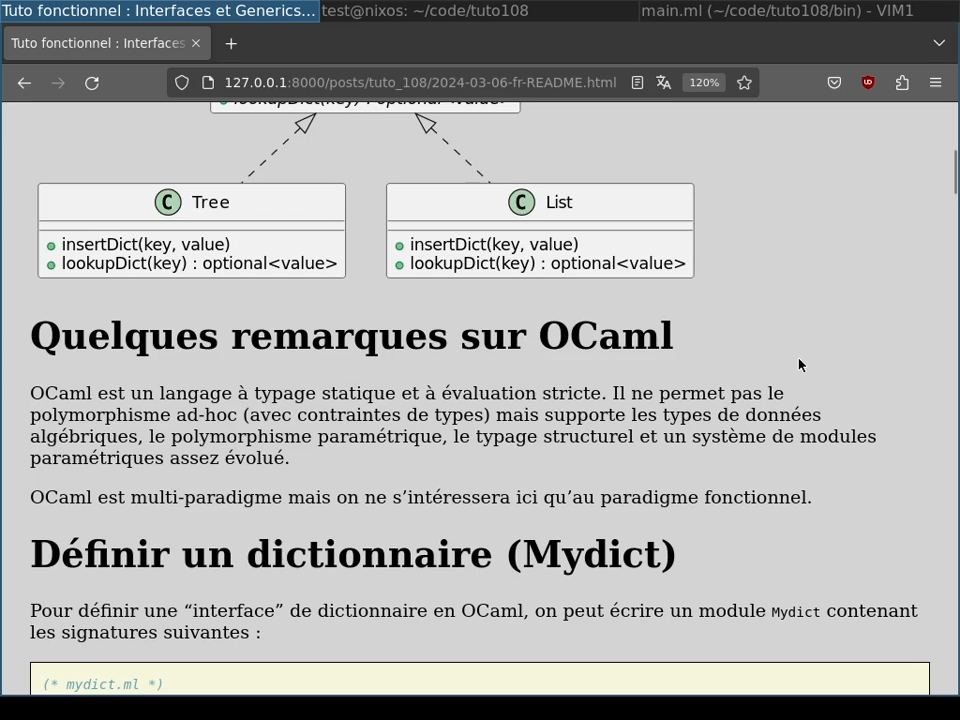 Tuto fonctionnel : Interfaces et Generics... test@nixos: ~/code/tuto108 main.ml (~/code/tuto108/bin) - VIM1
Tuto fonctionnel : Interfaces
127.0.0.1:8000/posts/tuto_108/2024-03-06-fr-README.html 120%
lookupDict(key) : optional<value>
C Tree
insertDict(key, value)
lookupDict(key) : optional<value>
C List
insertDict(key, value)
lookupDict(key) : optional<value>
Quelques remarques sur OCaml
OCaml est un langage à typage statique et à évaluation stricte. Il ne permet pas le
polymorphisme ad-hoc (avec contraintes de types) mais supporte les types de données
algébriques, le polymorphisme paramétrique, le typage structurel et un système de modules
paramétriques assez évolué.
OCaml est multi-paradigme mais on ne s’intéressera ici qu’au paradigme fonctionnel.
Définir un dictionnaire (Mydict)
Pour définir une “interface” de dictionnaire en OCaml, on peut écrire un module Mydict contenant
les signatures suivantes :
(* mydict.ml *)